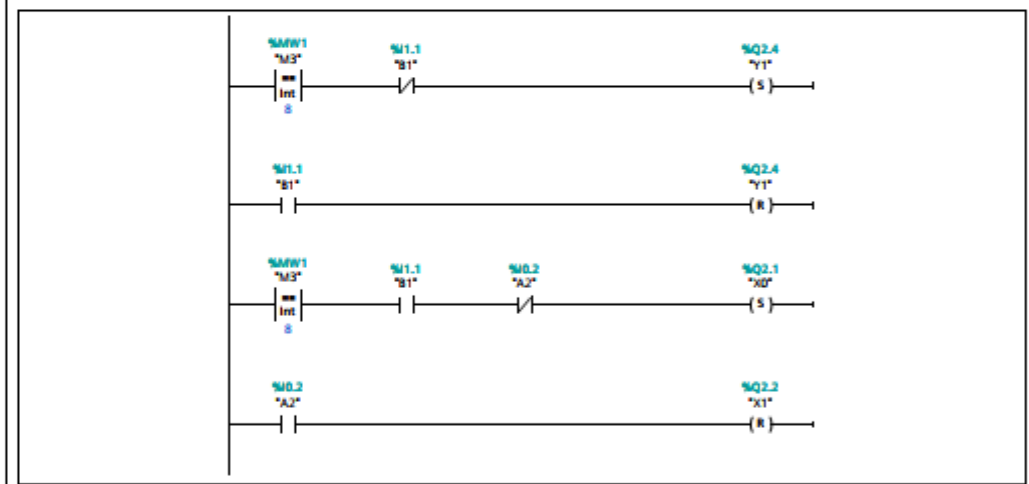 %MW1 %I1.1 %Q2.4
"M3" "B1" "Y1"
== S
Int
8
%I1.1 %Q2.4
"B1" "Y1"
R
%MW1 %I1.1 %I0.2 %Q2.1
"M3" "B1" "A2" "X0"
== S
Int
8
%I0.2 %Q2.2
"A2" "X1"
R